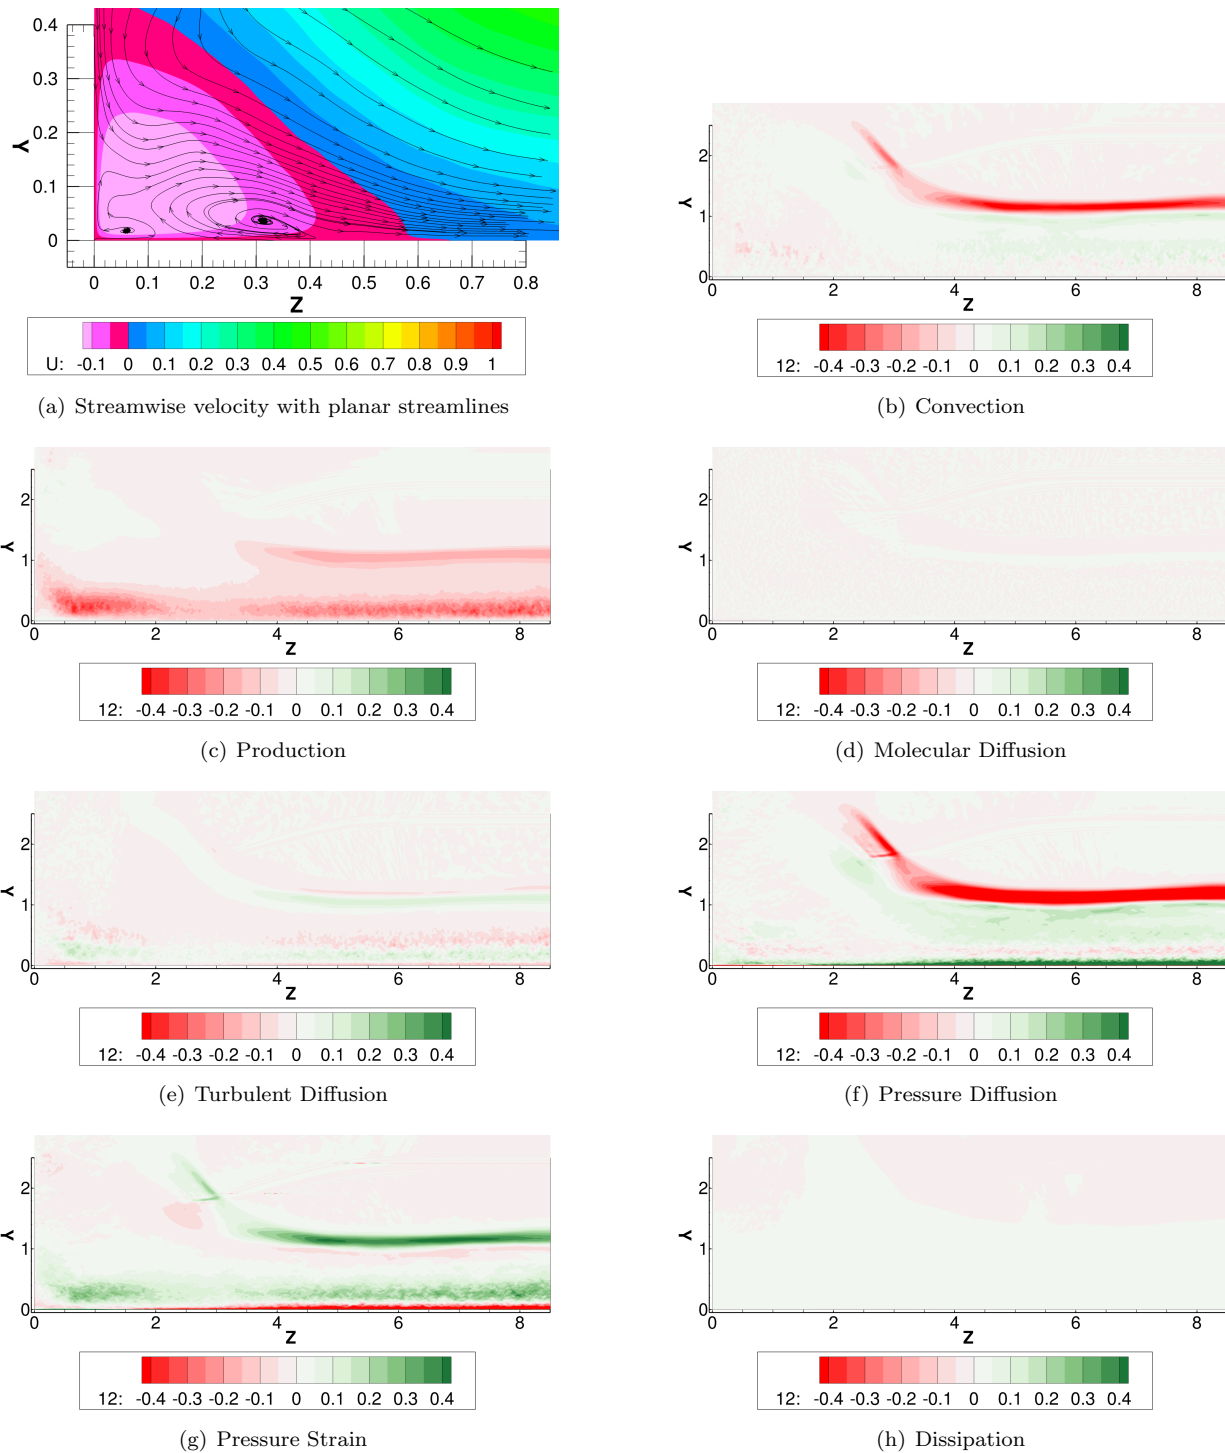 0.4
0.3
0.2
0.1
0
Y
0 0.1 0.2 0.3 0.4 0.5 0.6 0.7 0.8
Z
U: -0.1 0 0.1 0.2 0.3 0.4 0.5 0.6 0.7 0.8 0.9 1
(a) Streamwise velocity with planar streamlines
2
1
0
Y
0 2 4 6 8
Z
12: -0.4 -0.3 -0.2 -0.1 0 0.1 0.2 0.3 0.4
(b) Convection
2
1
0
Y
0 2 4 6 8
Z
12: -0.4 -0.3 -0.2 -0.1 0 0.1 0.2 0.3 0.4
(c) Production
2
1
0
Y
0 2 4 6 8
Z
12: -0.4 -0.3 -0.2 -0.1 0 0.1 0.2 0.3 0.4
(d) Molecular Diffusion
2
1
0
Y
0 2 4 6 8
Z
12: -0.4 -0.3 -0.2 -0.1 0 0.1 0.2 0.3 0.4
(e) Turbulent Diffusion
2
1
0
Y
0 2 4 6 8
Z
12: -0.4 -0.3 -0.2 -0.1 0 0.1 0.2 0.3 0.4
(f) Pressure Diffusion
2
1
0
Y
0 2 4 6 8
Z
12: -0.4 -0.3 -0.2 -0.1 0 0.1 0.2 0.3 0.4
(g) Pressure Strain
2
1
0
Y
0 2 4 6 8
Z
12: -0.4 -0.3 -0.2 -0.1 0 0.1 0.2 0.3 0.4
(h) Dissipation